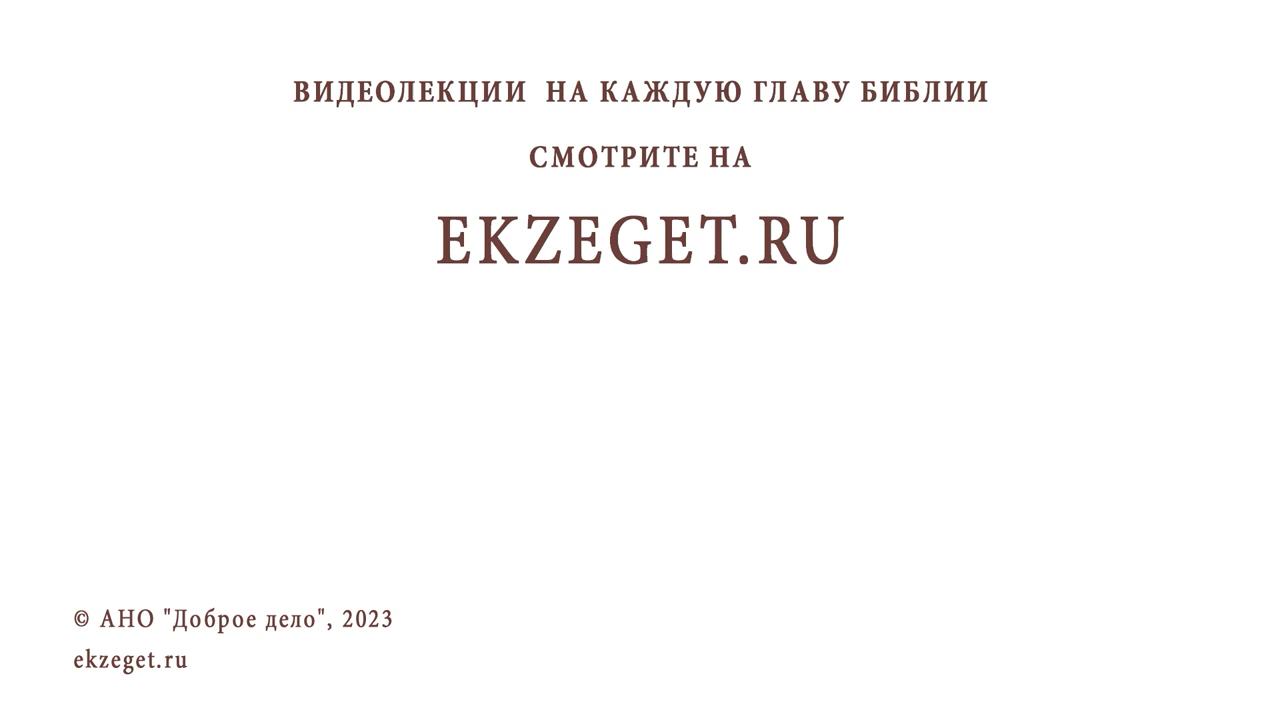 ВИДЕОЛЕКЦИИ НА КАЖДУЮ ГЛАВУ БИБЛИИ
СМОТРИТЕ НА
EKZEGET.RU
© АНО "Доброе дело", 2023
ekzeget.ru